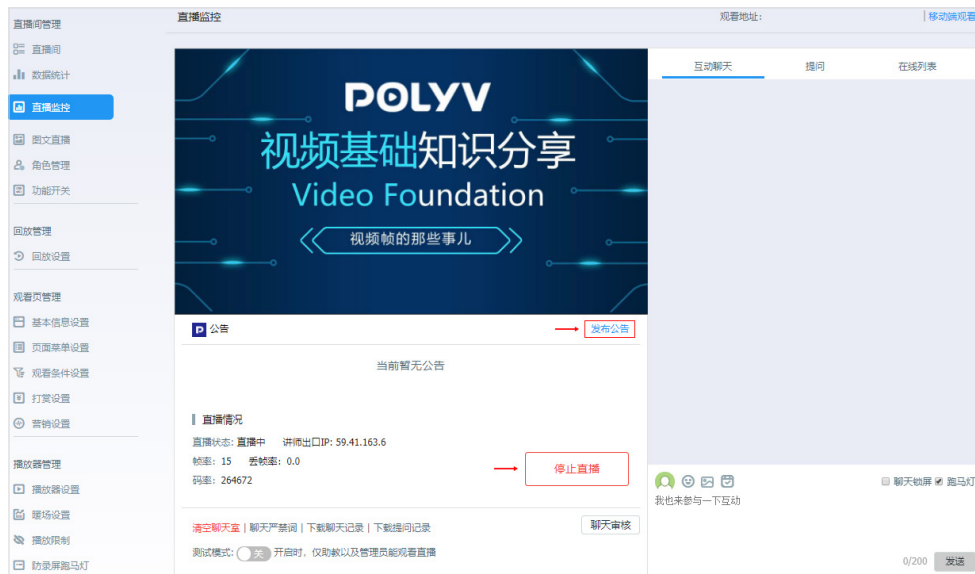 直播间管理
直播间
数据统计
直播监控
图文直播
角色管理
功能开关
回放管理
回放设置
观看页管理
基本信息设置
页面菜单设置
观看条件设置
打赏设置
营销设置
播放器管理
播放器设置
暖场设置
播放限制
防录屏跑马灯
直播监控
观看地址:
移动端观看
POLYV
视频基础知识分享
Video Foundation
视频帧的那些事儿
公告
发布公告
当前暂无公告
直播情况
直播状态: 直播中 讲师出口IP: 59.41.163.6
帧率: 15 丢帧率: 0.0
码率: 264672
停止直播
清空聊天室 | 聊天严禁词 | 下载聊天记录 | 下载提问记录
聊天审核
测试模式: 关 开启时，仅助教以及管理员能观看直播
互动聊天 提问 在线列表
聊天锁屏 跑马灯
我也来参与一下互动
0/200 发送